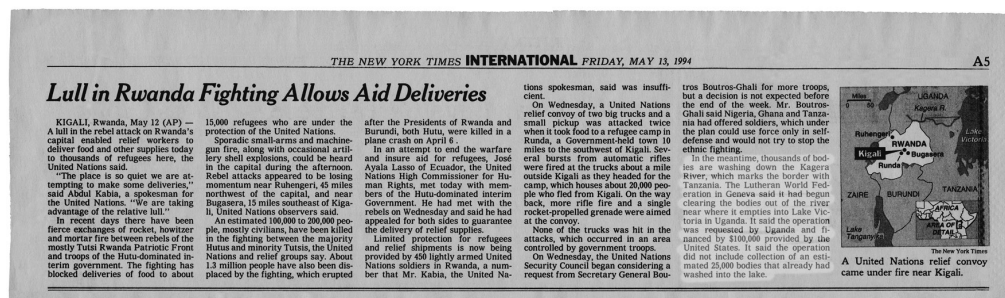 THE NEW YORK TIMES INTERNATIONAL FRIDAY, MAY 13, 1994
A5
Lull in Rwanda Fighting Allows Aid Deliveries
KIGALI, Rwanda, May 12 (AP) —
A lull in the rebel attack on Rwanda's
capital enabled relief workers to
deliver food and other supplies today
to thousands of refugees here, the
United Nations said.
"The place is so quiet we are at-
tempting to make some deliveries,"
said Abdul Kabia, a spokesman for
the United Nations. "We are taking
advantage of the relative lull."
In recent days there have been
fierce exchanges of rocket, howitzer
and mortar fire between rebels of the
mostly Tutsi Rwanda Patriotic Front
and troops of the Hutu-dominated in-
terim government. The fighting has
blocked deliveries of food to about
15,000 refugees who are under the
protection of the United Nations.
Sporadic small-arms and machine-
gun fire, along with occasional artil-
lery shell explosions, could be heard
in the capital during the afternoon.
Rebel attacks appeared to be losing
momentum near Ruhengeri, 45 miles
northwest of the capital, and near
Bugasera, 15 miles southeast of Kiga-
li, United Nations observers said.
An estimated 100,000 to 200,000 peo-
ple, mostly civilians, have been killed
in the fighting between the majority
Hutus and minority Tutsis, the United
Nations and relief groups say. About
1.3 million people have also been dis-
placed by the fighting, which erupted
after the Presidents of Rwanda and
Burundi, both Hutu, were killed in a
plane crash on April 6 .
In an attempt to end the warfare
and insure aid for refugees, José
Ayala Lasso of Ecuador, the United
Nations High Commissioner for Hu-
man Rights, met today with mem-
bers of the Hutu-dominated interim
Government. He had met with the
rebels on Wednesday and said he had
appealed for both sides to guarantee
the delivery of relief supplies.
Limited protection for refugees
and relief shipments is now being
provided by 450 lightly armed United
Nations soldiers in Rwanda, a num-
ber that Mr. Kabia, the United Na-
tions spokesman, said was insuffi-
cient.
On Wednesday, a United Nations
relief convoy of two big trucks and a
small pickup was attacked twice
when it took food to a refugee camp in
Runda, a Government-held town 10
miles to the southwest of Kigali. Sev-
eral bursts from automatic rifles
were fired at the trucks about a mile
outside Kigali as they headed for the
camp, which houses about 20,000 peo-
ple who fled from Kigali. On the way
back, more rifle fire and a single
rocket-propelled grenade were aimed
at the convoy.
None of the trucks was hit in the
attacks, which occurred in an area
controlled by government troops.
On Wednesday, the United Nations
Security Council began considering a
request from Secretary General Bou-
tros Boutros-Ghali for more troops,
but a decision is not expected before
the end of the week. Mr. Boutros-
Ghali said Nigeria, Ghana and Tanza-
nia had offered soldiers, which under
the plan could use force only in self-
defense and would not try to stop the
ethnic fighting.
In the meantime, thousands of bod-
ies are washing down the Kagera
River, which marks the border with
Tanzania. The Lutheran World Fed-
eration in Geneva said it had begun
clearing the bodies out of the river
near where it empties into Lake Vic-
toria in Uganda. It said the operation
was requested by Uganda and fi-
nanced by $100,000 provided by the
United States. It said the operation
did not include collection of an esti-
mated 25,000 bodies that already had
washed into the lake.
Miles
0 50
UGANDA
Kagera R.
Ruhengeri
Lake
Victoria
RWANDA
Kigali
Bugasera
Runda
ZAIRE
BURUNDI
TANZANIA
AFRICA
AREA OF
DETAIL
Lake
Tanganyika
The New York Times
A United Nations relief convoy
came under fire near Kigali.